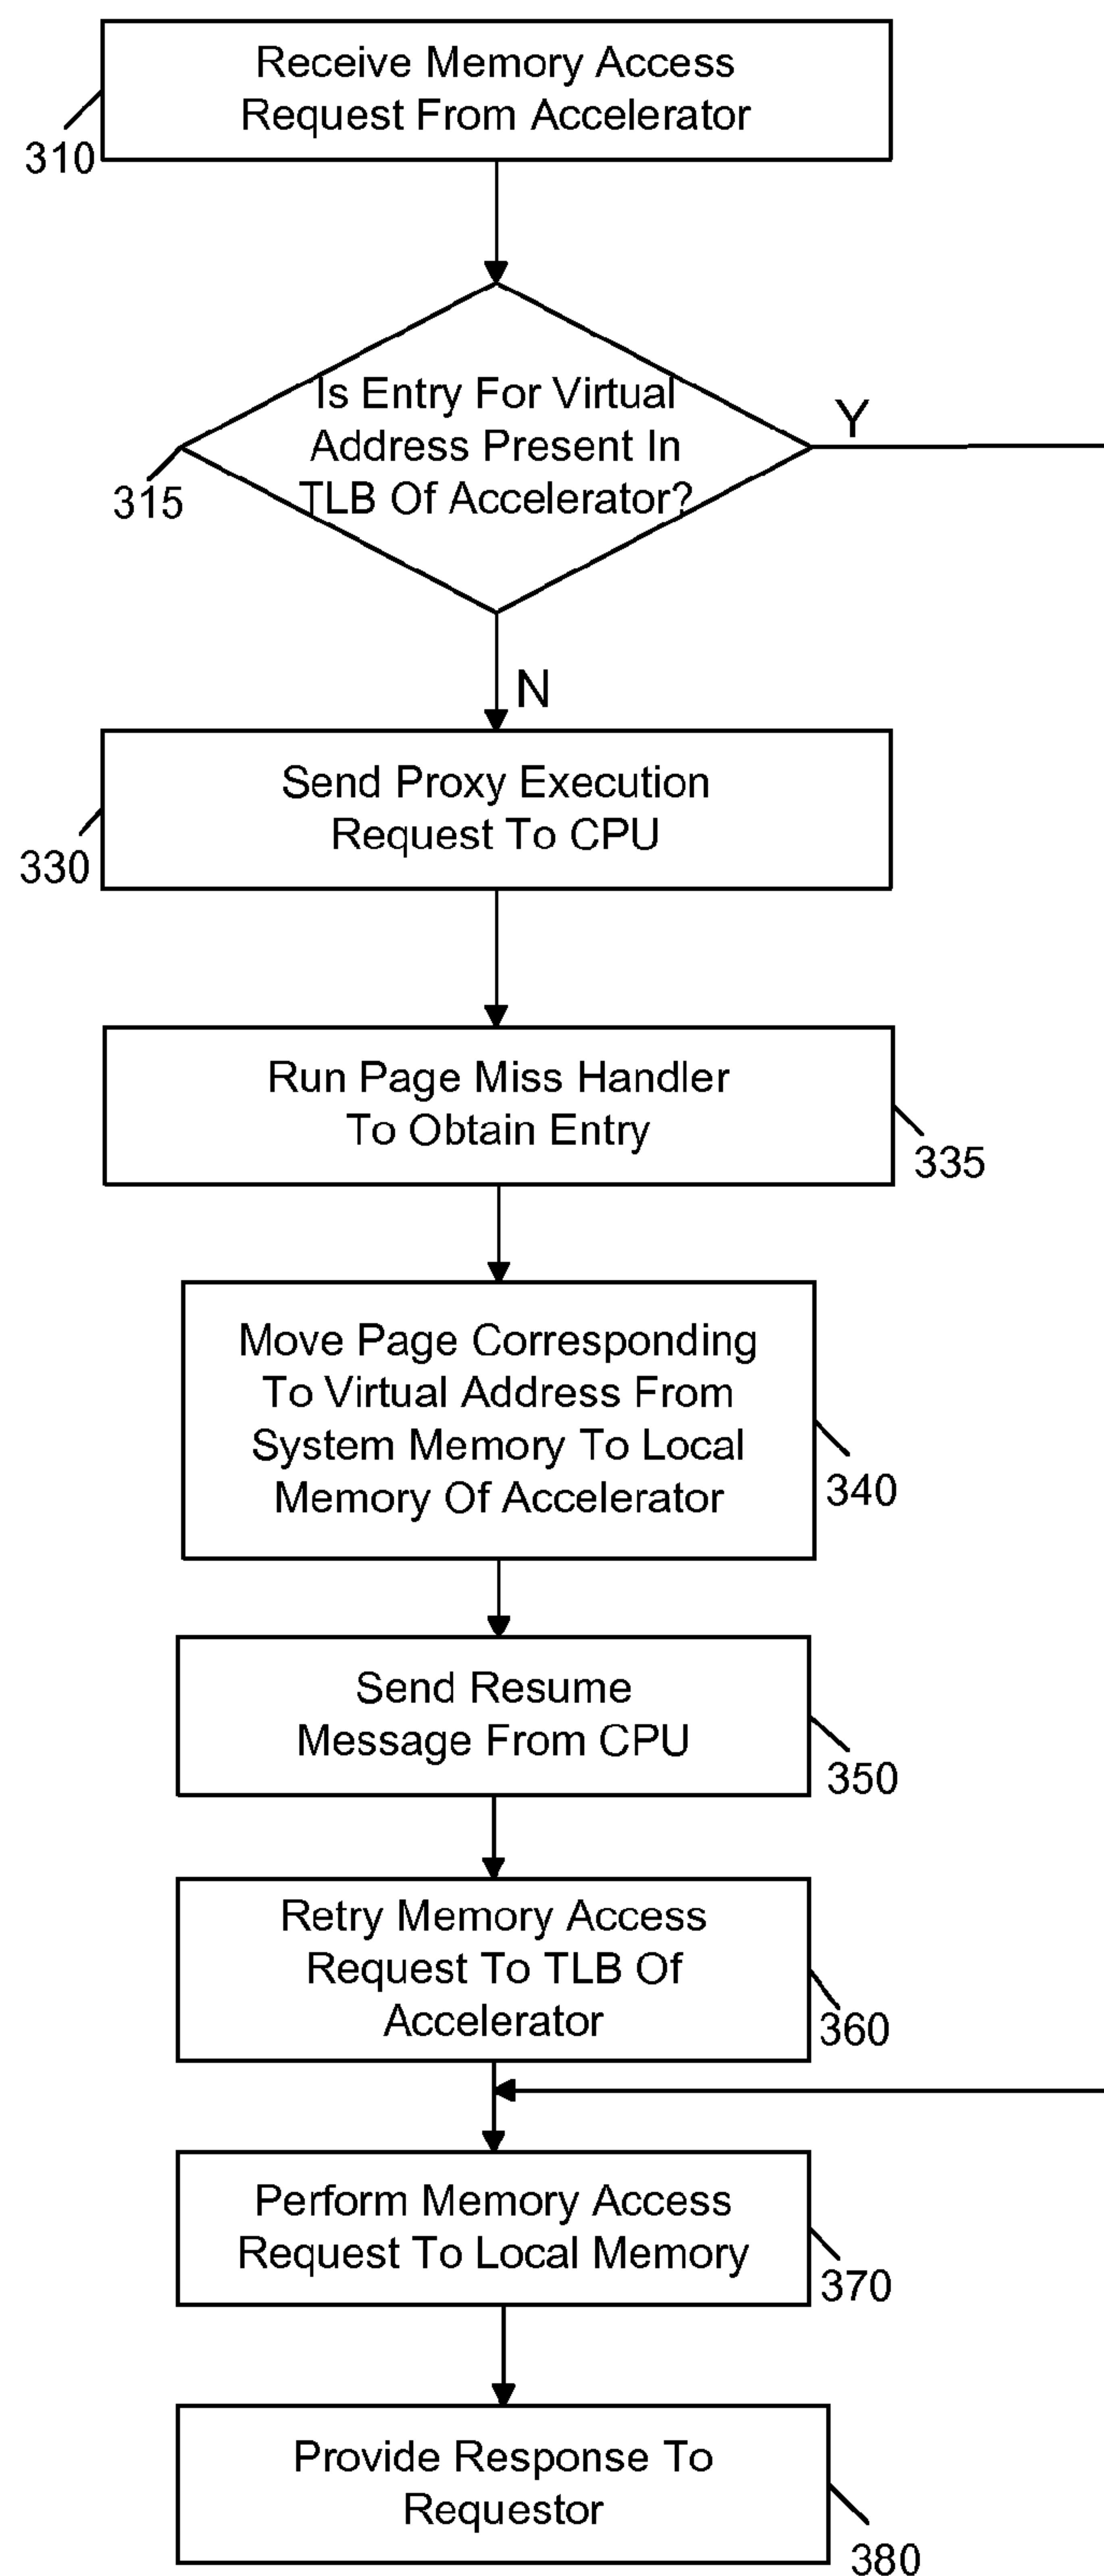 Receive Memory Access
Request From Accelerator
310
Is Entry For Virtual
Address Present In
TLB Of Accelerator?
Y
315
N
Send Proxy Execution
Request To CPU
330
Run Page Miss Handler
To Obtain Entry
335
Move Page Corresponding
To Virtual Address From
System Memory To Local
Memory Of Accelerator
340
Send Resume
Message From CPU
350
Retry Memory Access
Request To TLB Of
Accelerator
360
Perform Memory Access
Request To Local Memory
370
Provide Response To
Requestor
380